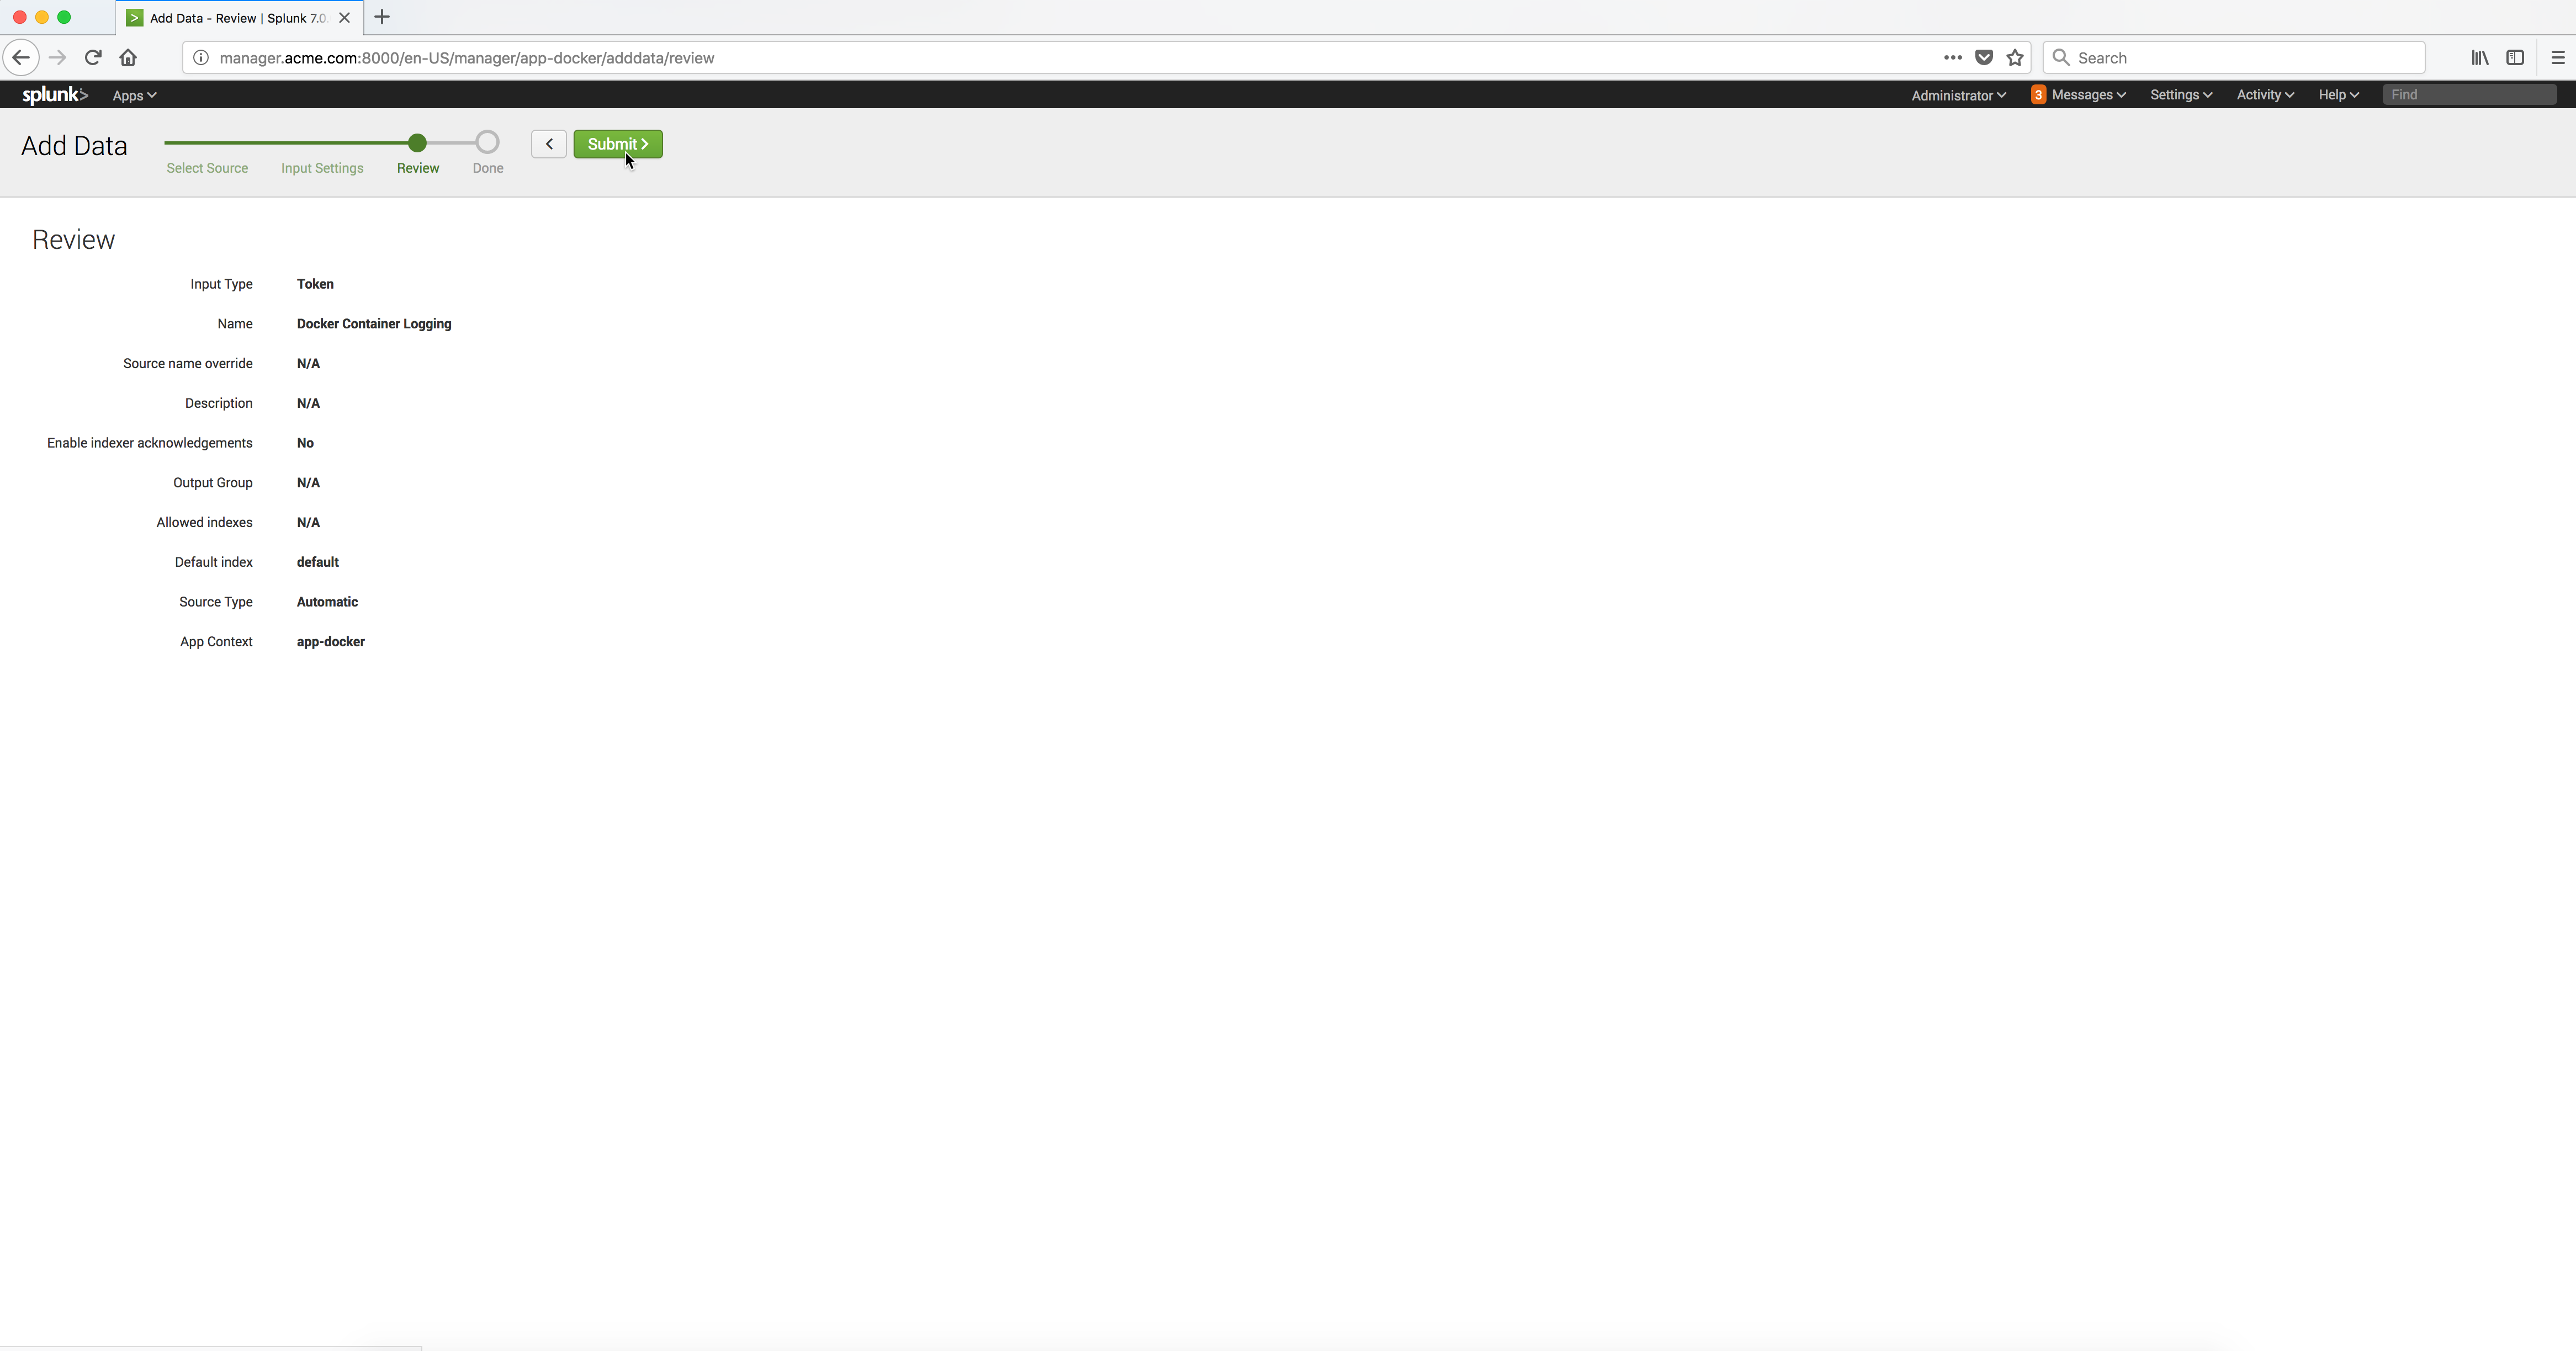 Add Data - Review | Splunk 7.0.
manager.acme.com:8000/en-US/manager/app-docker/adddata/review
Search
splunk> Apps Administrator 3 Messages Settings Activity Help Find
Add Data
Select Source Input Settings Review Done
< Submit >
Review
Input Type Token
Name Docker Container Logging
Source name override N/A
Description N/A
Enable indexer acknowledgements No
Output Group N/A
Allowed indexes N/A
Default index default
Source Type Automatic
App Context app-docker